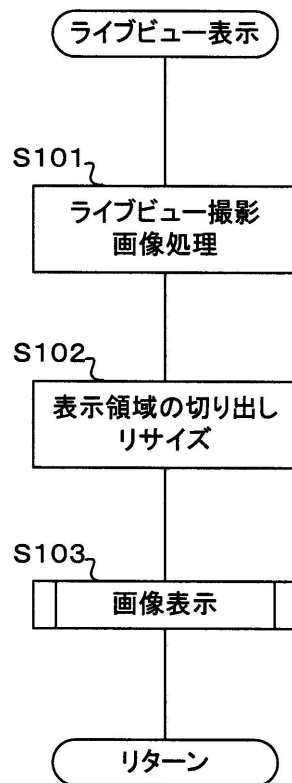 ライブビュー表示
S101
ライブビュー撮影
画像処理
S102
表示領域の切り出し
リサイズ
S103
画像表示
リターン